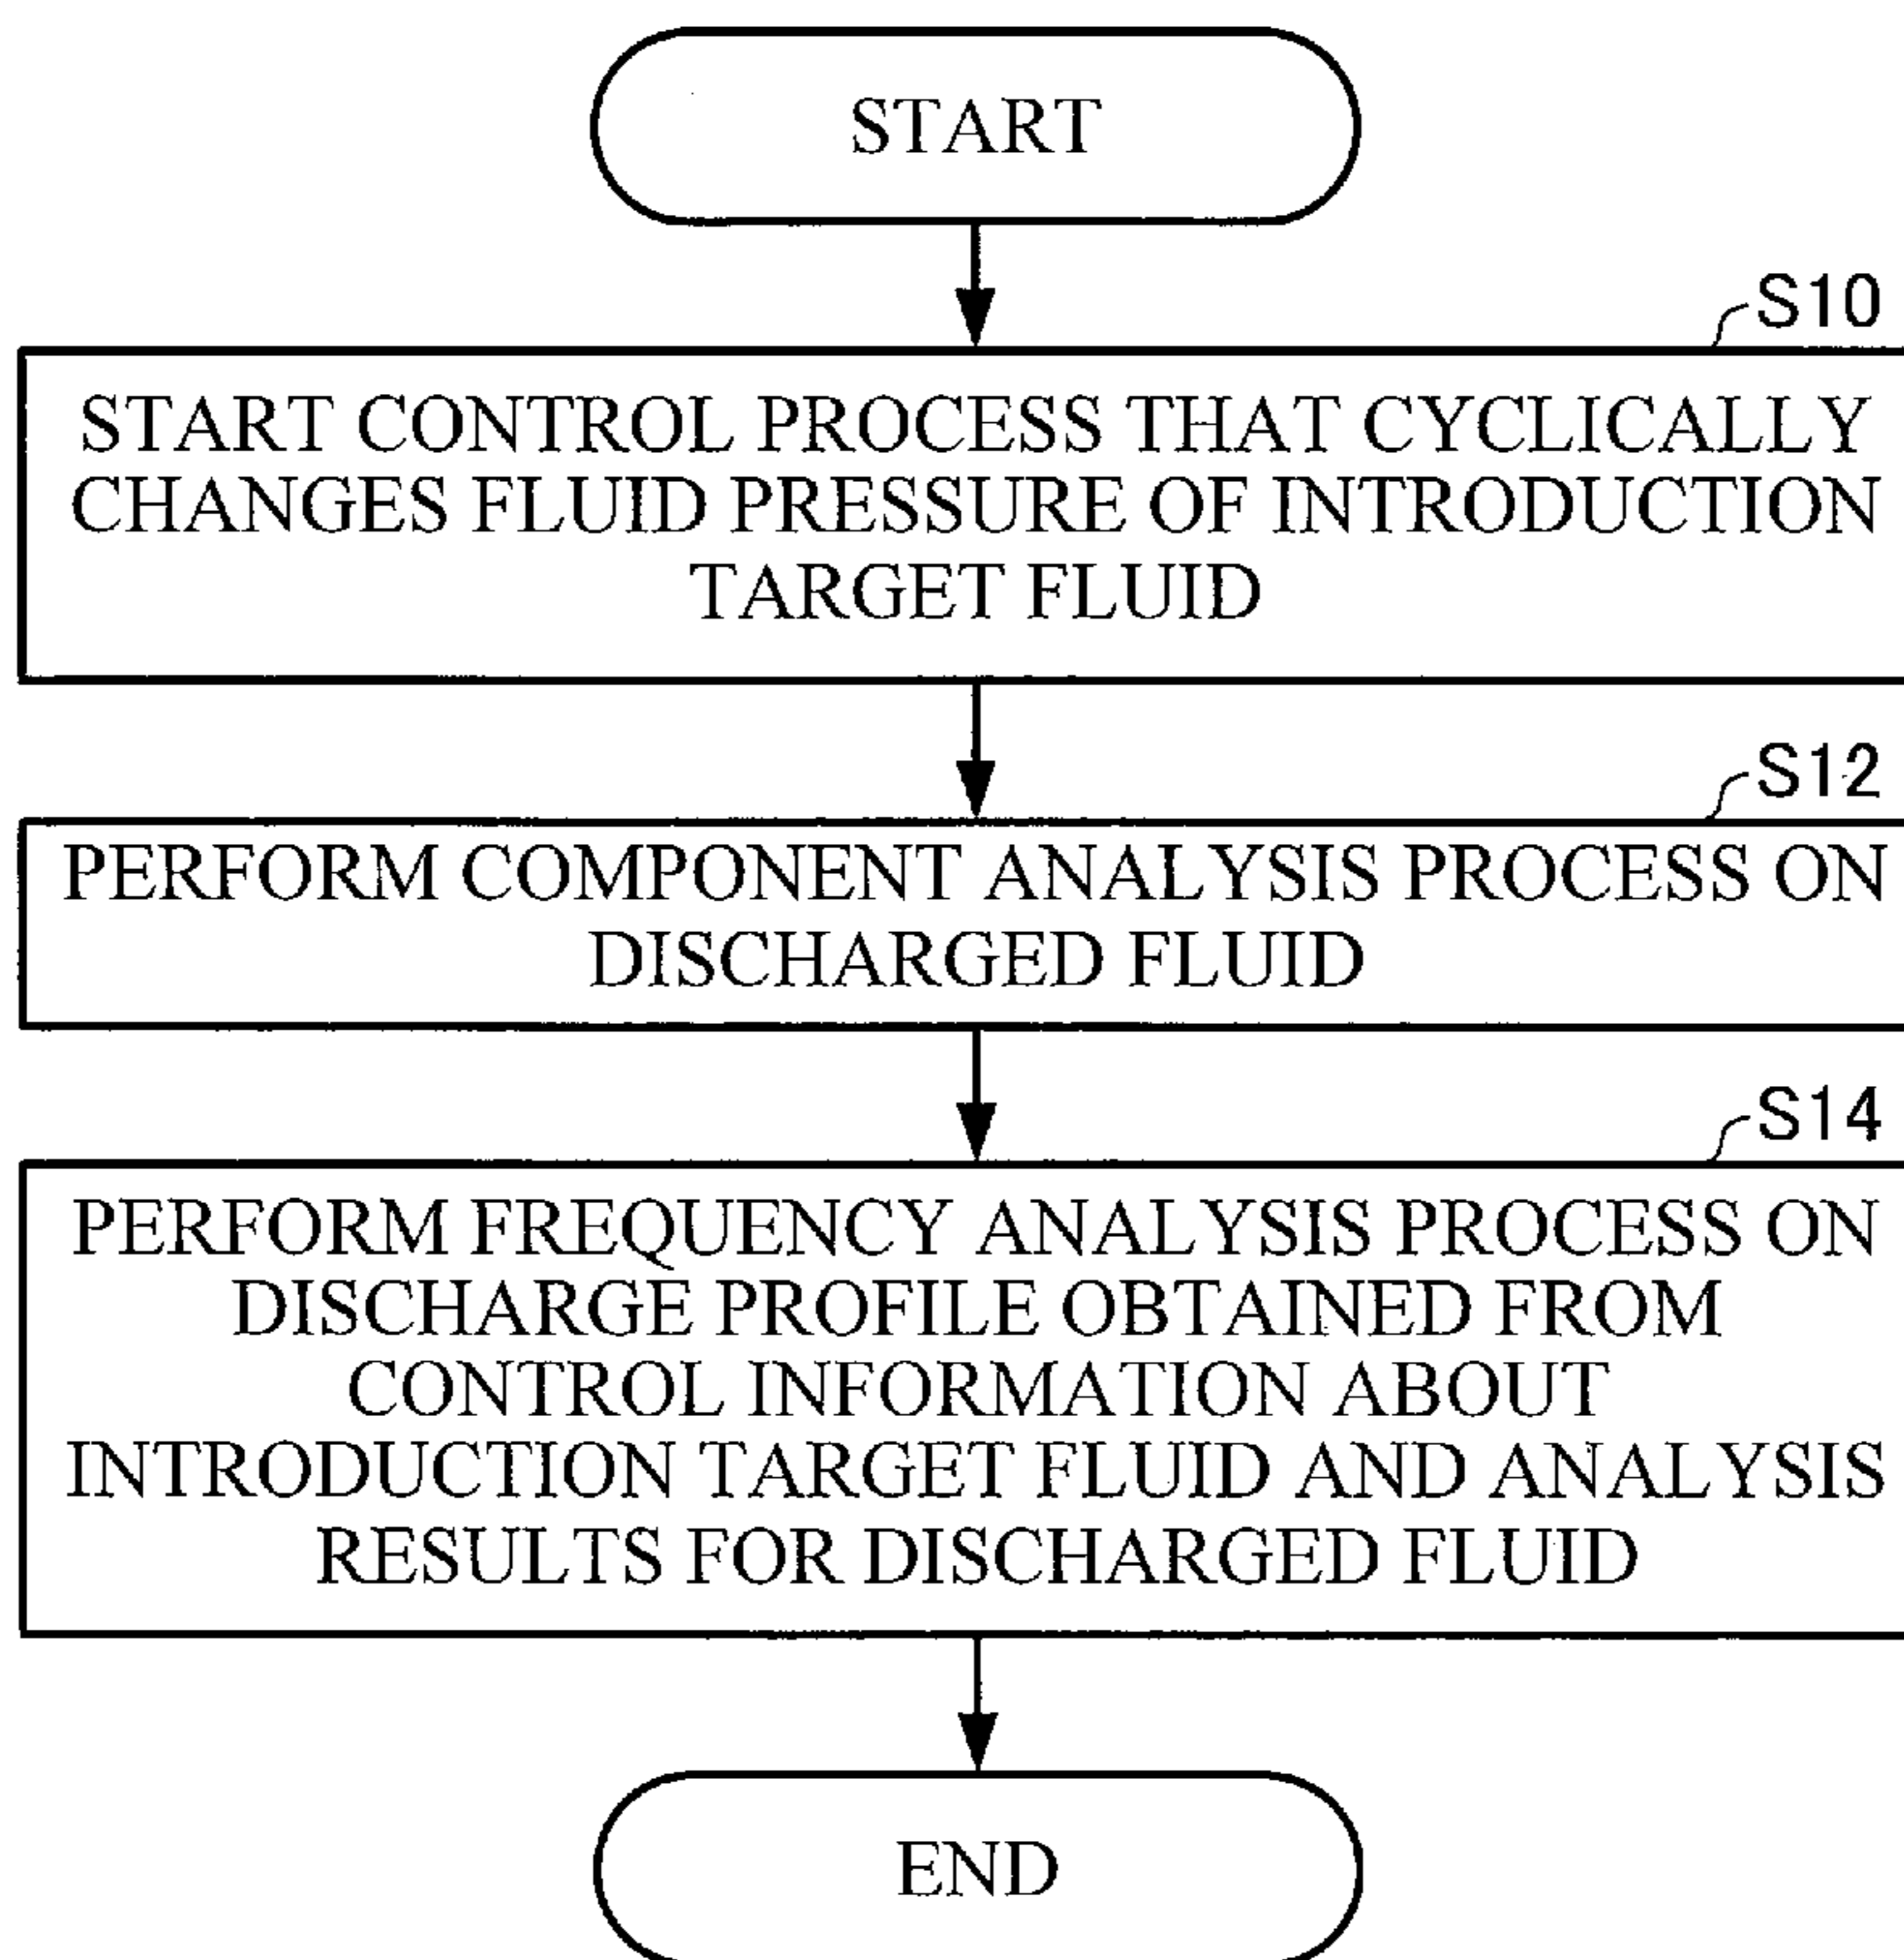 START
S10
START CONTROL PROCESS THAT CYCLICALLY
CHANGES FLUID PRESSURE OF INTRODUCTION
TARGET FLUID
S12
PERFORM COMPONENT ANALYSIS PROCESS ON
DISCHARGED FLUID
S14
PERFORM FREQUENCY ANALYSIS PROCESS ON
DISCHARGE PROFILE OBTAINED FROM
CONTROL INFORMATION ABOUT
INTRODUCTION TARGET FLUID AND ANALYSIS
RESULTS FOR DISCHARGED FLUID
END